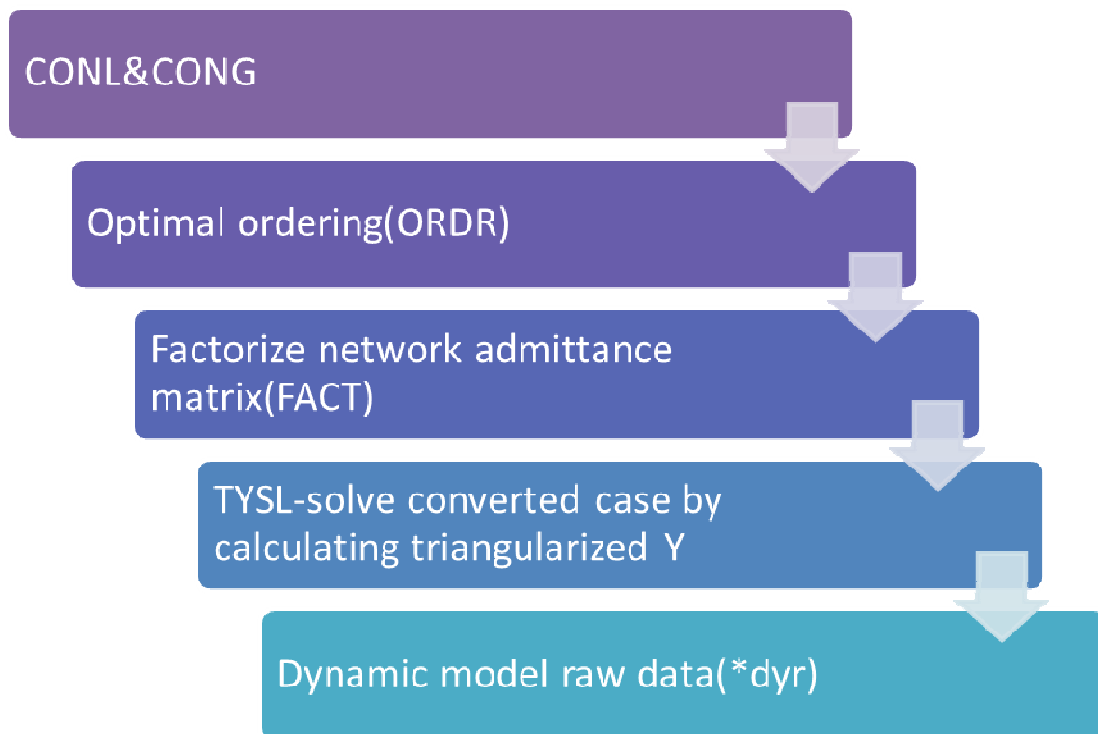 CONL&CONG
Optimal ordering(ORDR)
Factorize network admittance
matrix(FACT)
TYSL-solve converted case by
calculating triangularized Y
Dynamic model raw data(*dyr)